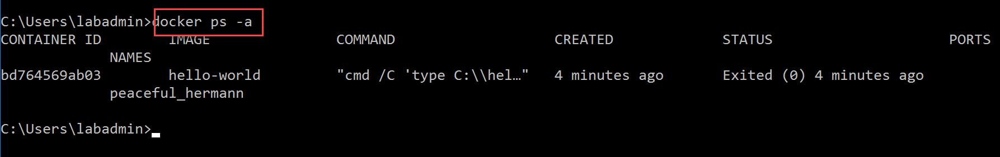 C:\Users\labadmin>docker ps -a
CONTAINER ID        IMAGE               COMMAND                   CREATED             STATUS                     PORTS
             NAMES
bd764569ab03        hello-world         "cmd /C 'type C:\\hel…"   4 minutes ago       Exited (0) 4 minutes ago
             peaceful_hermann
C:\Users\labadmin>